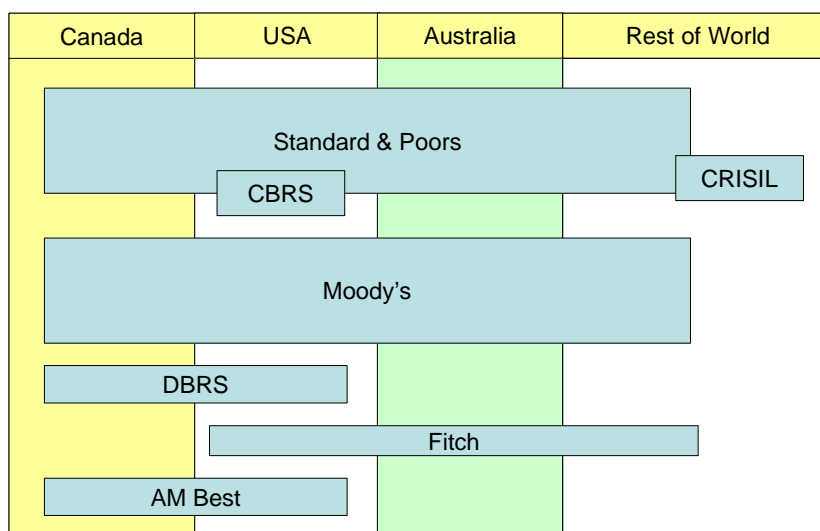 Canada USA Australia Rest of World
Standard & Poors
CBRS CRISIL
Moody’s
DBRS
Fitch
AM Best